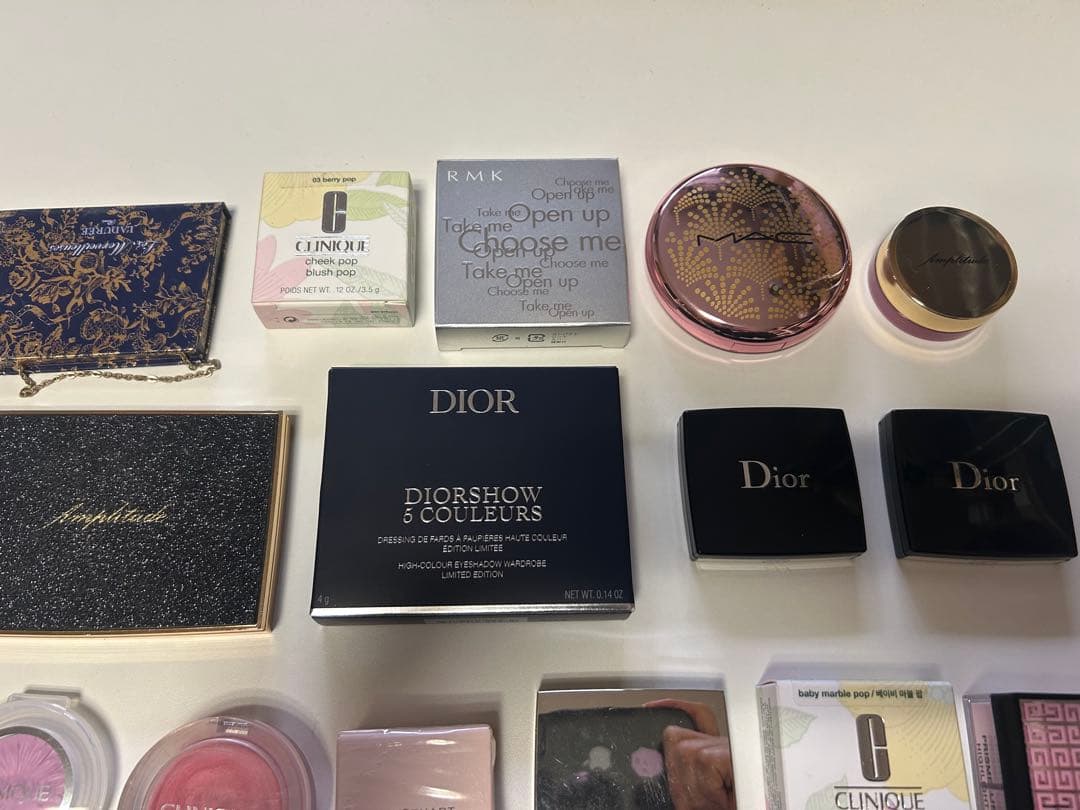 Les Merveilleuses
LADURÉE
03 berry pop
CLINIQUE
cheek pop
blush pop
POIDS NET WT. .12 OZ./3.5 g
RMK
Choose me
Take me
Open up
Take me
Open up
Take me
Choose me
Open up
Choose me
Take me
Open up
Choose me
Take me
Open up
MAC
Amplitude
Amplitude
DIOR
DIORSHOW
5 COULEURS
DRESSING DE FARDS À PAUPIÈRES HAUTE COULEUR
ÉDITION LIMITÉE
HIGH-COLOUR EYESHADOW WARDROBE
LIMITED EDITION
4 g
NET WT. 0.14 OZ
Dior
Dior
baby marble pop / 베이비 마블 팝
CLINIQUE